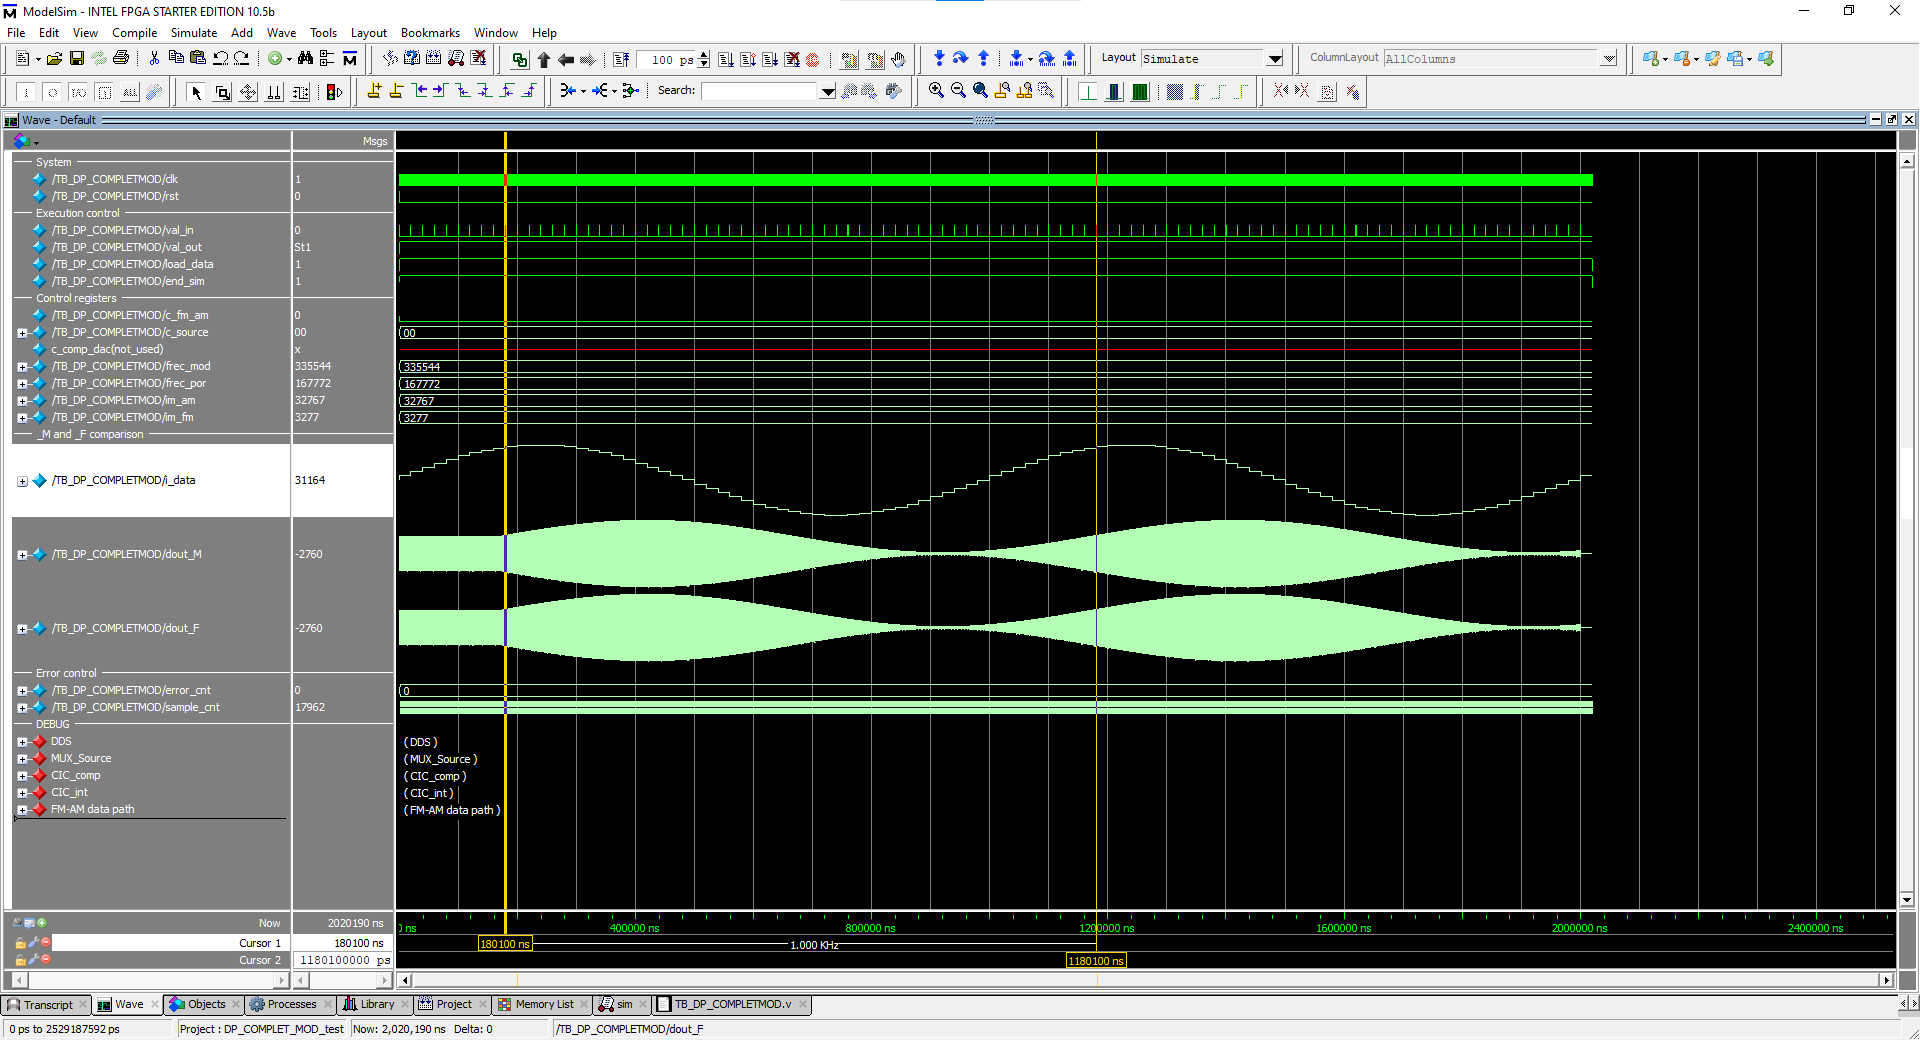 ModelSim - INTEL FPGA STARTER EDITION 10.5b
File Edit View Compile Simulate Add Wave Tools Layout Bookmarks Window Help
100 ps Layout Simulate ColumnLayout AllColumns
ALL Search:
Wave - Default
Msgs
System
/TB_DP_COMPLETMOD/clk 1
/TB_DP_COMPLETMOD/rst 0
Execution control
/TB_DP_COMPLETMOD/val_in 0
/TB_DP_COMPLETMOD/val_out St1
/TB_DP_COMPLETMOD/load_data 1
/TB_DP_COMPLETMOD/end_sim 1
Control registers
/TB_DP_COMPLETMOD/c_fm_am 0
/TB_DP_COMPLETMOD/c_source 00 00
c_comp_dac(not_used) x
/TB_DP_COMPLETMOD/frec_mod 335544 335544
/TB_DP_COMPLETMOD/frec_por 167772 167772
/TB_DP_COMPLETMOD/im_am 32767 32767
/TB_DP_COMPLETMOD/im_fm 3277 3277
_M and _F comparison
/TB_DP_COMPLETMOD/i_data 31164
/TB_DP_COMPLETMOD/dout_M -2760
/TB_DP_COMPLETMOD/dout_F -2760
Error control
/TB_DP_COMPLETMOD/error_cnt 0 0
/TB_DP_COMPLETMOD/sample_cnt 17962
DEBUG
DDS ( DDS )
MUX_Source ( MUX_Source )
CIC_comp ( CIC_comp )
CIC_int ( CIC_int )
FM-AM data path ( FM-AM data path )
Now 2020190 ns ns 400000 ns 800000 ns 1200000 ns 1600000 ns 2000000 ns 2400000 ns
Cursor 1 180100 ns 180100 ns 1.000 KHz
Cursor 2 1180100000 ps 1180100 ns
Transcript Wave Objects Processes Library Project Memory List sim TB_DP_COMPLETMOD.v
0 ps to 2529187592 ps Project : DP_COMPLET_MOD_test Now: 2,020,190 ns Delta: 0 /TB_DP_COMPLETMOD/dout_F